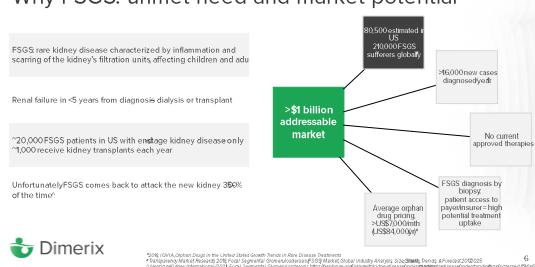 Why FSGS: unmet need and market potential
FSGS: rare kidney disease characterized by inflammation and
scarring of the kidney's filtration units, affecting children and adu
Renal failure in <5 years from diagnosis – dialysis or transplant
~20,000 FSGS patients in US with end-stage kidney disease – only
~1,000 receive kidney transplants each year
Unfortunately FSGS comes back to attack the new kidney
of the time
>$1 billion
addressable
market
80,500 estimated in
US
210,000 FSGS
sufferers globally
>16,000 new cases
diagnosed/year
No current
approved therapies
FSGS diagnosis by
biopsy:
patient access to
payer/insurer = high
potential treatment
uptake
Average orphan
drug pricing
>US$7,000/mth
(US$84,000/yr)
Dimerix
6